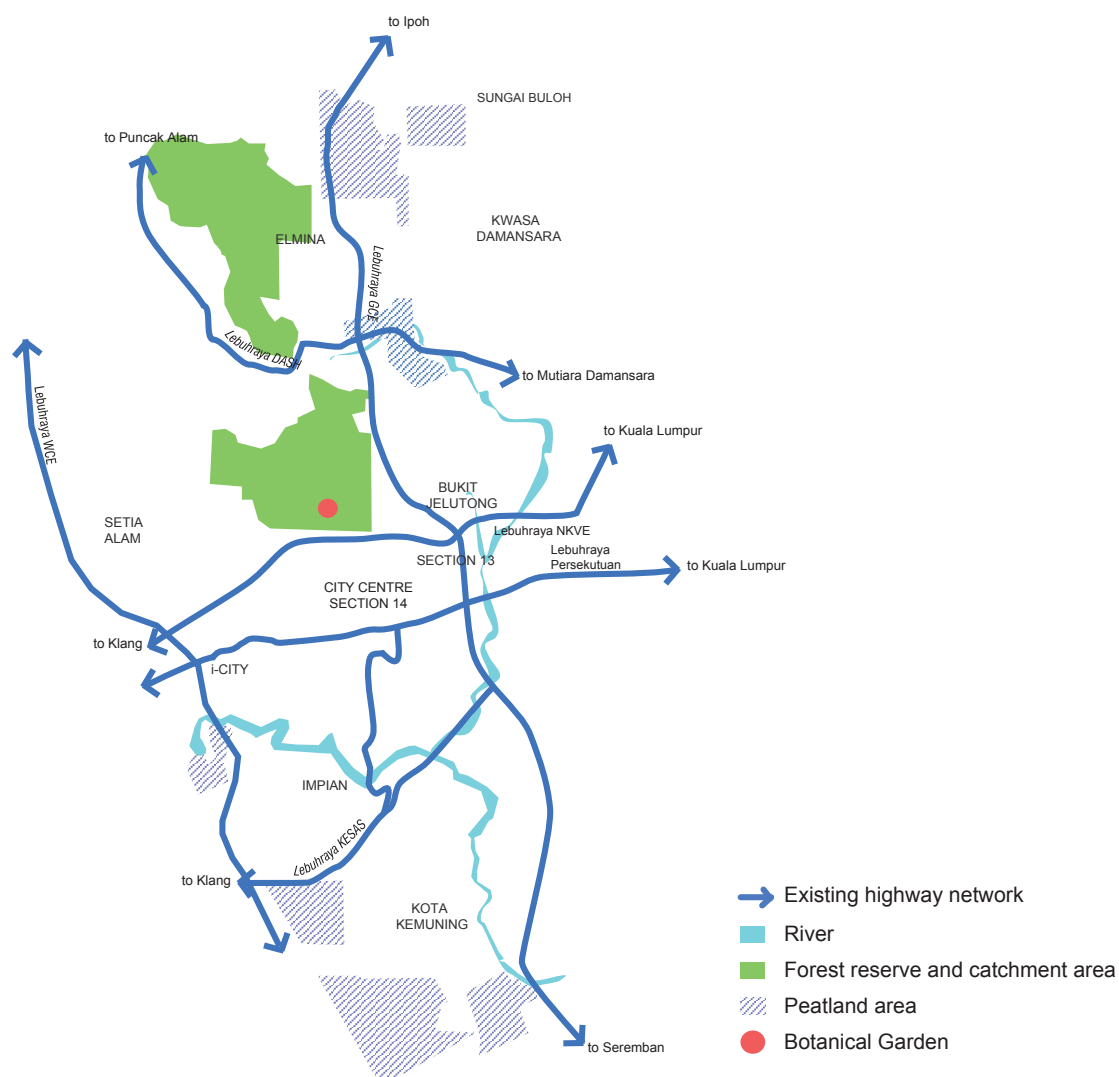 to Ipoh
SUNGAI BULOH
to Puncak Alam
KWASA
DAMANSARA
ELMINA
Lebuhraya GCE
Lebuhraya DASH
to Mutiara Damansara
Lebuhraya WCE
to Kuala Lumpur
BUKIT
JELUTONG
SETIA
ALAM
Lebuhraya NKVE
SECTION 13
Lebuhraya
Persekutuan
to Kuala Lumpur
CITY CENTRE
SECTION 14
to Klang
i-CITY
IMPIAN
Lebuhraya KESAS
to Klang
KOTA
KEMUNING
to Seremban
Existing highway network
River
Forest reserve and catchment area
Peatland area
Botanical Garden